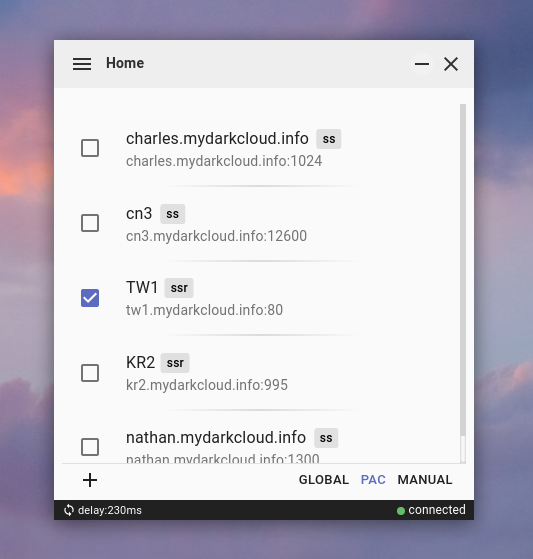 Home
charles.mydarkcloud.info ss
charles.mydarkcloud.info:1024
cn3 ss
cn3.mydarkcloud.info:12600
TW1 ssr
tw1.mydarkcloud.info:80
KR2 ssr
kr2.mydarkcloud.info:995
nathan.mydarkcloud.info ss
nathan.mydarkcloud.info:1300
GLOBAL PAC MANUAL
delay:230ms connected